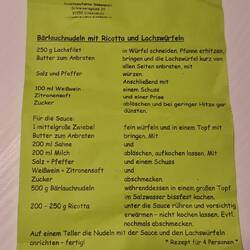 Bärlauchnudeln mit Ricotta und Lachswürfeln
250 g Lachsfilet in Würfel schneiden, Pfanne erhitzen,
Butter zum Anbraten bringen und die Lachswürfel kurz von
allen Seiten anbraten, mit
Salz und Pfeffer würzen.
Anschließend mit
100 ml Weißwein einem Schuss
Zitronensaft und einer Prise
Zucker ablöschen und bei geringer Hitze gar
dünsten.
Für die Sauce:
1 mittelgroße Zwiebel in einem Topf mit
Butter zum Anbraten mit
200 ml Sahne und
200 ml Milch ablöschen, aufkochen lassen. Mit
Salz + Pfeffer einem Schuss
Weißwein + Zitronensaft und
Zucker abschmecken,
500 g Bärlauchnudeln währenddessen in einem großen Topf
im Salzwasser bissfest kochen.
200 - 250 g Ricotta unter die Sauce rühren und vorsichtig
erwärmen - nicht kochen lassen. Evtl.
nochmals abschmecken.
Auf einem Teller die Nudeln mit der Sauce und den Lachswürfeln
anrichten - fertig! * Rezept für 4 Personen *